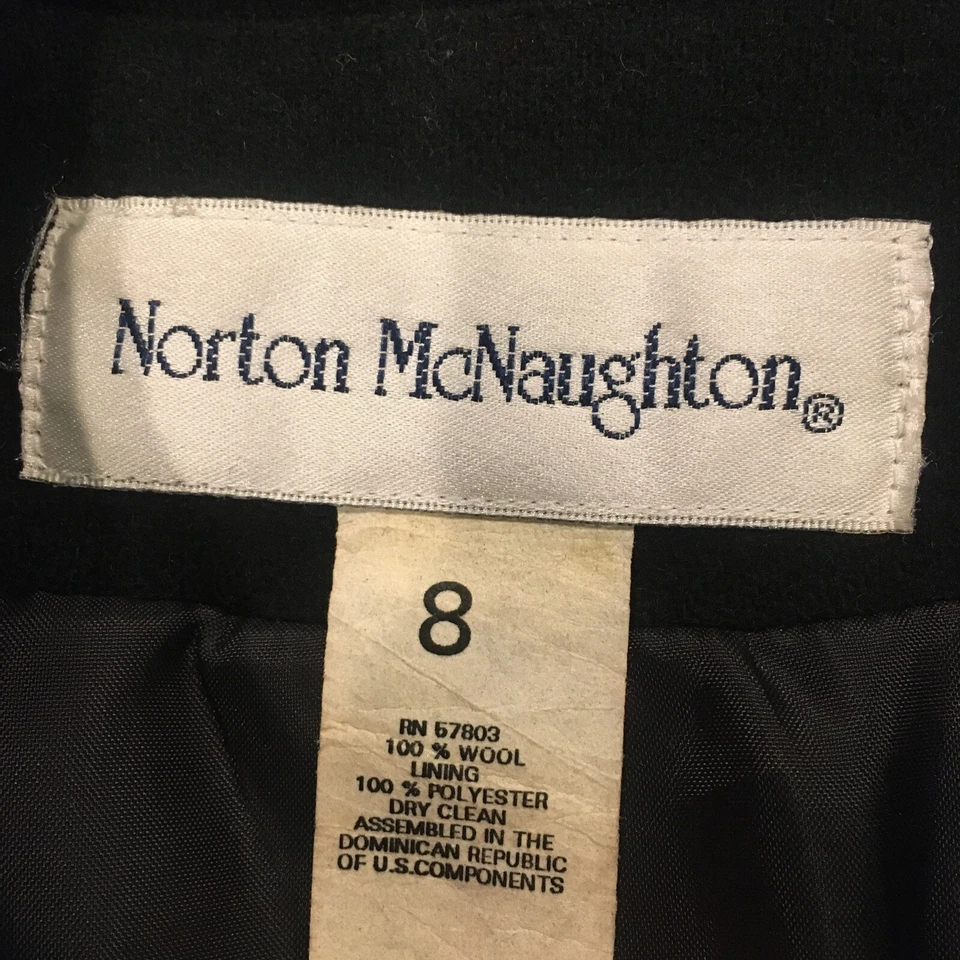 Norton McNaughton®
8
RN 57803
100 % WOOL
LINING
100 % POLYESTER
DRY CLEAN
ASSEMBLED IN THE
DOMINICAN REPUBLIC
OF U.S.COMPONENTS